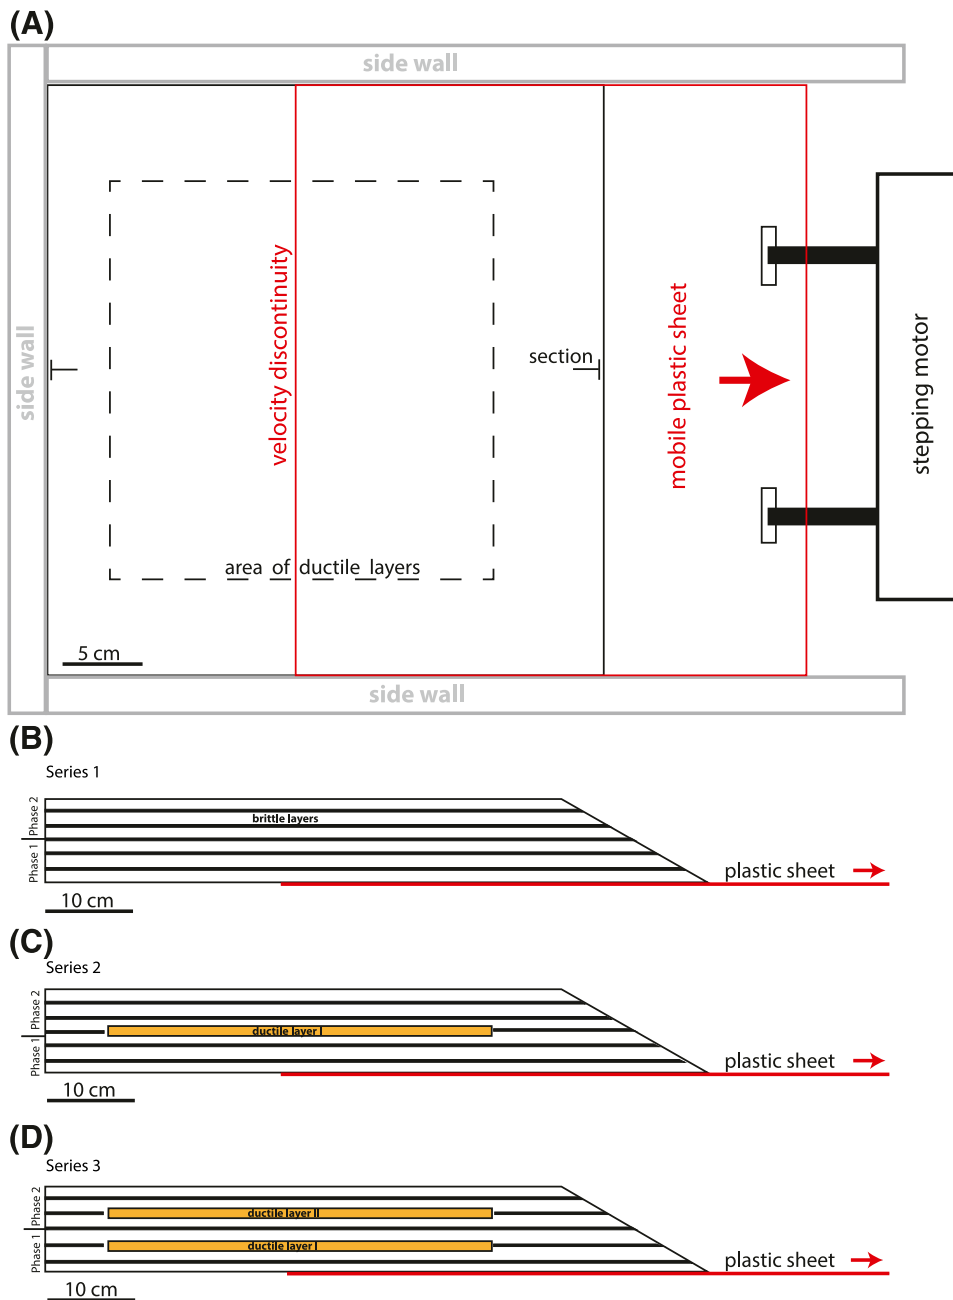 (A)
side wall
side wall
velocity discontinuity
section
mobile plastic sheet
stepping motor
area of ductile layers
5 cm
side wall
(B)
Series 1
Phase 2
Phase 1
brittle layers
plastic sheet
10 cm
(C)
Series 2
Phase 2
Phase 1
ductile layer I
plastic sheet
10 cm
(D)
Series 3
Phase 2
Phase 1
ductile layer II
ductile layer I
plastic sheet
10 cm